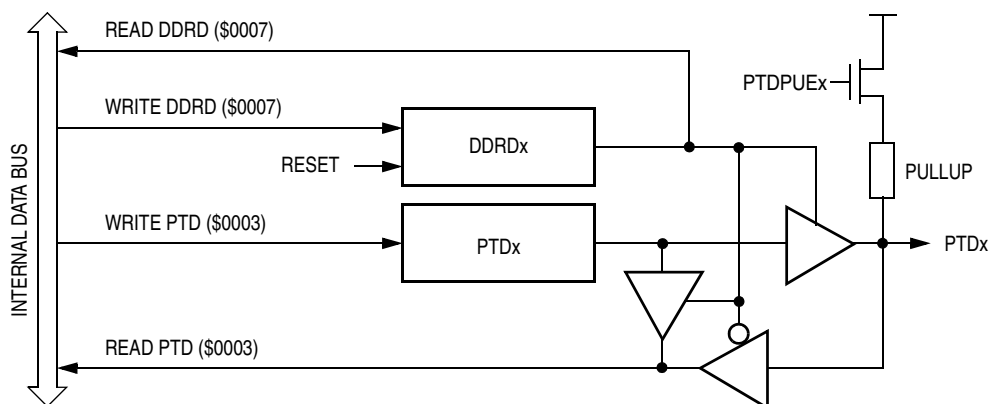 READ DDRD ($0007)
PTDPUEx
WRITE DDRD ($0007)
DDRDx
RESET
PULLUP
INTERNAL DATA BUS
WRITE PTD ($0003)
PTDx
PTDx
READ PTD ($0003)